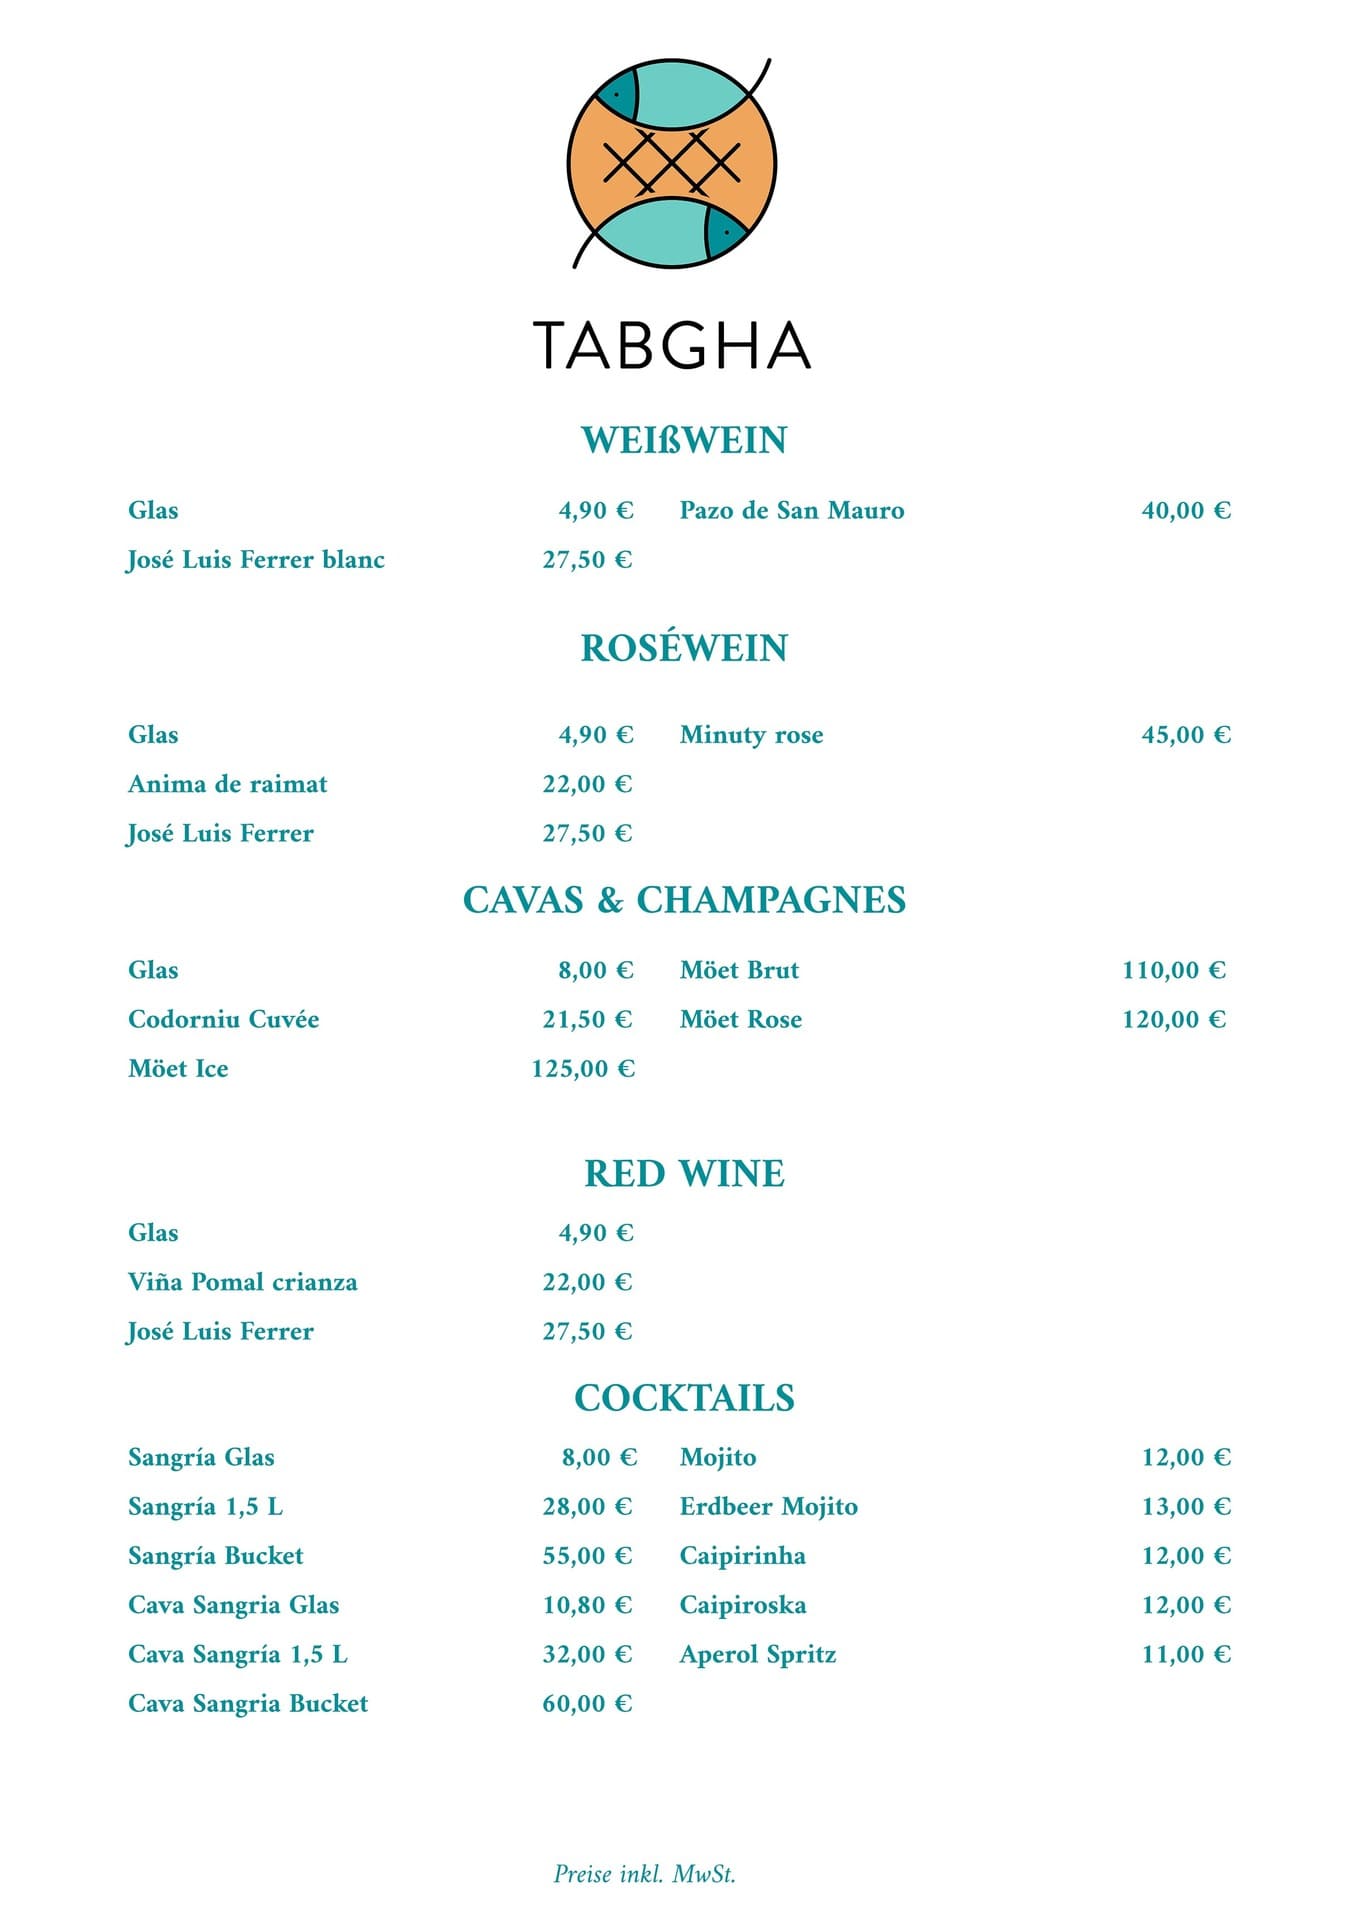 TABGHA
WEIßWEIN
Glas 4,90 € Pazo de San Mauro 40,00 €
José Luis Ferrer blanc 27,50 €
ROSÉWEIN
Glas 4,90 € Minuty rose 45,00 €
Anima de raimat 22,00 €
José Luis Ferrer 27,50 €
CAVAS & CHAMPAGNES
Glas 8,00 € Möet Brut 110,00 €
Codorniu Cuvée 21,50 € Möet Rose 120,00 €
Möet Ice 125,00 €
RED WINE
Glas 4,90 €
Viña Pomal crianza 22,00 €
José Luis Ferrer 27,50 €
COCKTAILS
Sangría Glas 8,00 € Mojito 12,00 €
Sangría 1,5 L 28,00 € Erdbeer Mojito 13,00 €
Sangría Bucket 55,00 € Caipirinha 12,00 €
Cava Sangria Glas 10,80 € Caipiroska 12,00 €
Cava Sangría 1,5 L 32,00 € Aperol Spritz 11,00 €
Cava Sangria Bucket 60,00 €
Preise inkl. MwSt.